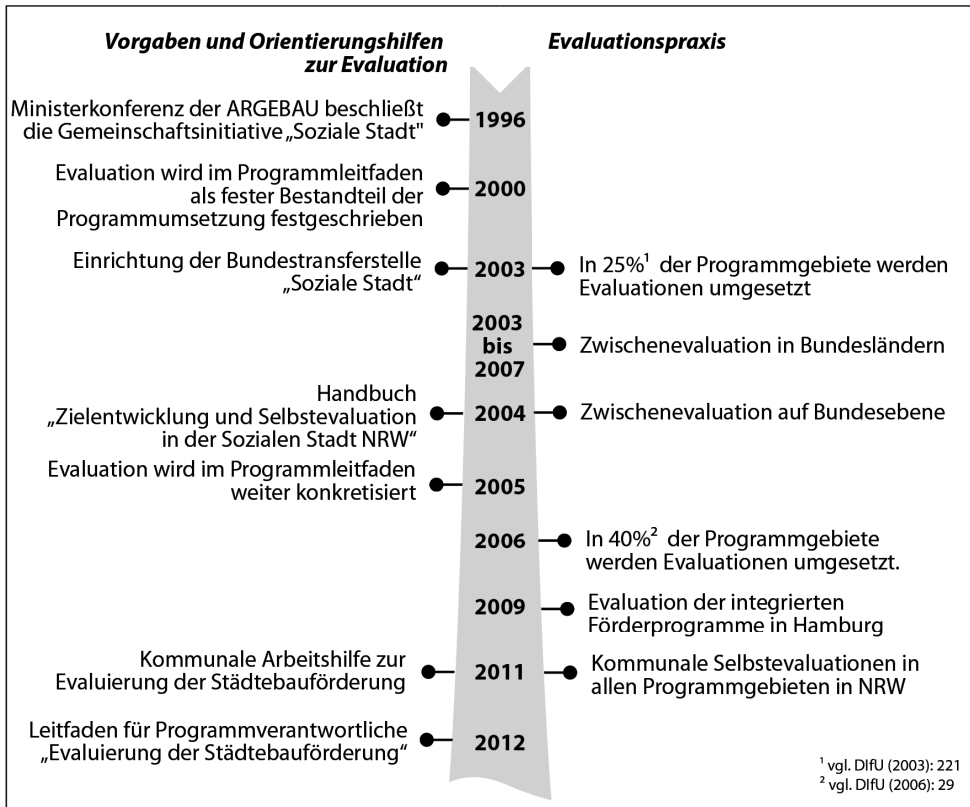 Vorgaben und Orientierungshilfen
zur Evaluation
Evaluationspraxis
Ministerkonferenz der ARGEBAU beschließt
die Gemeinschaftsinitiative „Soziale Stadt"
1996
Evaluation wird im Programmleitfaden
als fester Bestandteil der
Programmumsetzung festgeschrieben
2000
Einrichtung der Bundestransferstelle
„Soziale Stadt“
2003
In 25%¹ der Programmgebiete werden
Evaluationen umgesetzt
2003
bis
2007
Zwischenevaluation in Bundesländern
Handbuch
„Zielentwicklung und Selbstevaluation
in der Sozialen Stadt NRW“
2004
Zwischenevaluation auf Bundesebene
Evaluation wird im Programmleitfaden
weiter konkretisiert
2005
2006
In 40%² der Programmgebiete
werden Evaluationen umgesetzt.
2009
Evaluation der integrierten
Förderprogramme in Hamburg
Kommunale Arbeitshilfe zur
Evaluierung der Städtebauförderung
2011
Kommunale Selbstevaluationen in
allen Programmgebieten in NRW
Leitfaden für Programmverantwortliche
„Evaluierung der Städtebauförderung“
2012
¹ vgl. DIfU (2003): 221
² vgl. DIfU (2006): 29